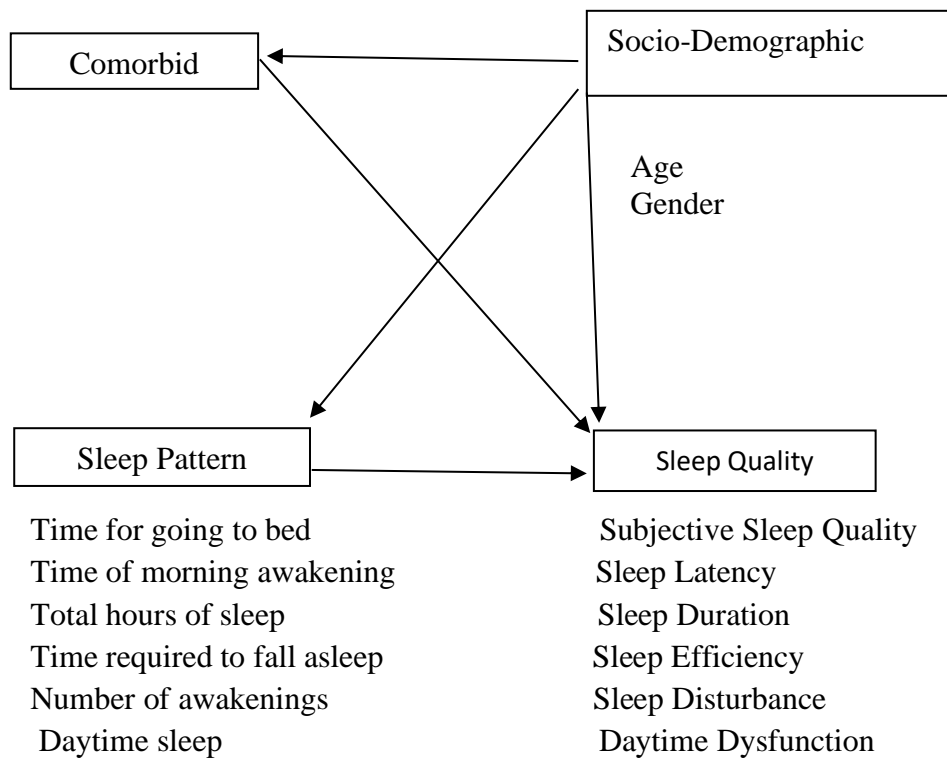 Comorbid
Socio-Demographic
Age
Gender
Sleep Pattern
Sleep Quality
Time for going to bed
Time of morning awakening
Total hours of sleep
Time required to fall asleep
Number of awakenings
Daytime sleep
Subjective Sleep Quality
Sleep Latency
Sleep Duration
Sleep Efficiency
Sleep Disturbance
Daytime Dysfunction